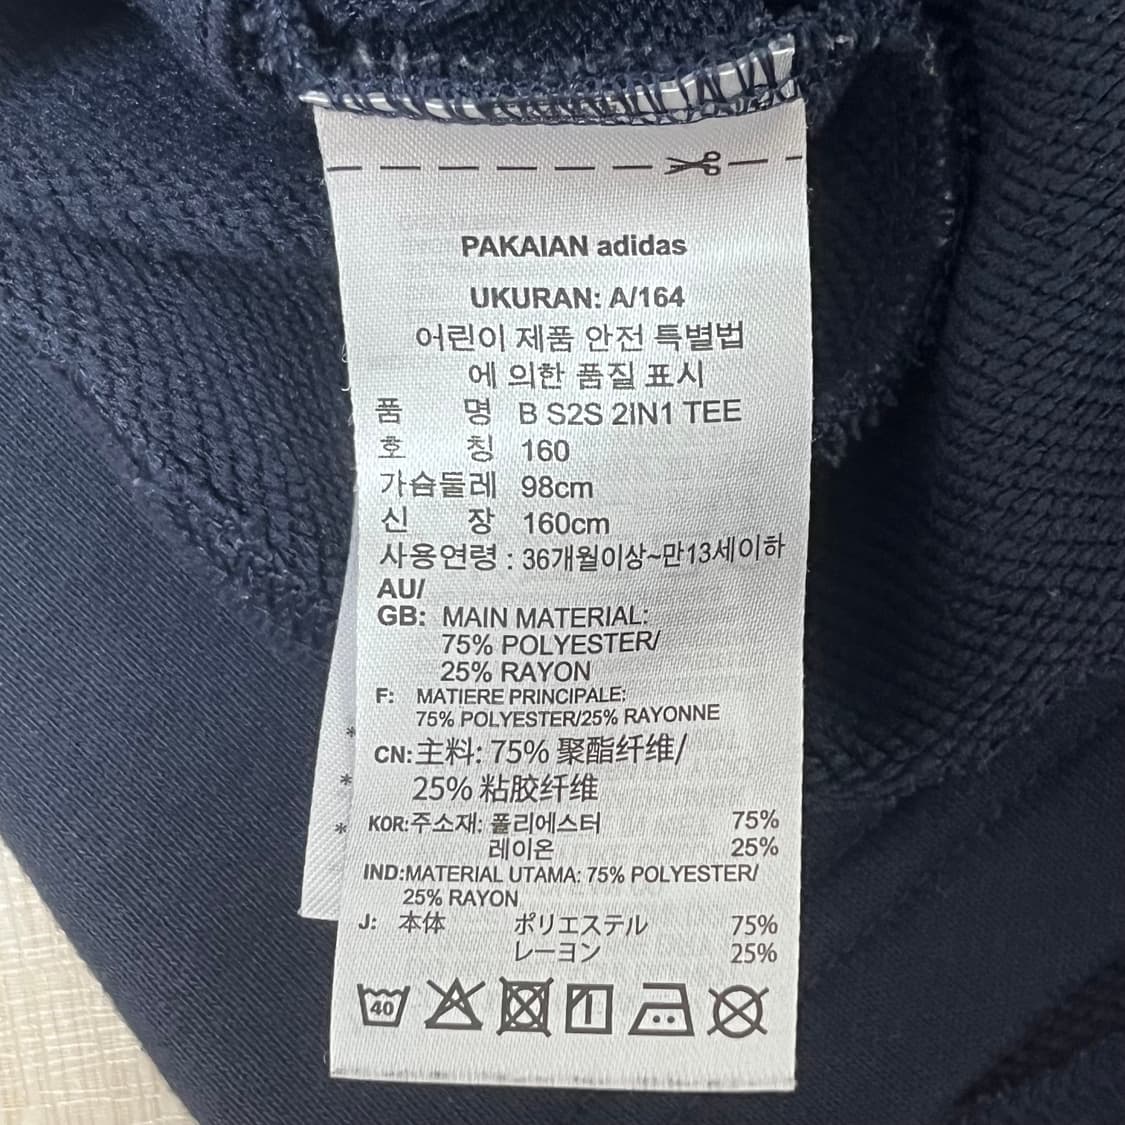 PAKAIAN adidas
UKURAN: A/164
어린이 제품 안전 특별법
에 의한 품질 표시
품 명 B S2S 2IN1 TEE
호 칭 160
가슴둘레 98cm
신 장 160cm
사용연령 : 36개월이상~만13세이하
AU/
GB: MAIN MATERIAL:
75% POLYESTER/
25% RAYON
F: MATIERE PRINCIPALE:
75% POLYESTER/25% RAYONNE
CN:主料: 75% 聚酯纤维/
25% 粘胶纤维
KOR:주소재: 폴리에스터 75%
레이온 25%
IND:MATERIAL UTAMA: 75% POLYESTER/
25% RAYON
J: 本体 ポリエステル 75%
レーヨン 25%
40
*
*
*